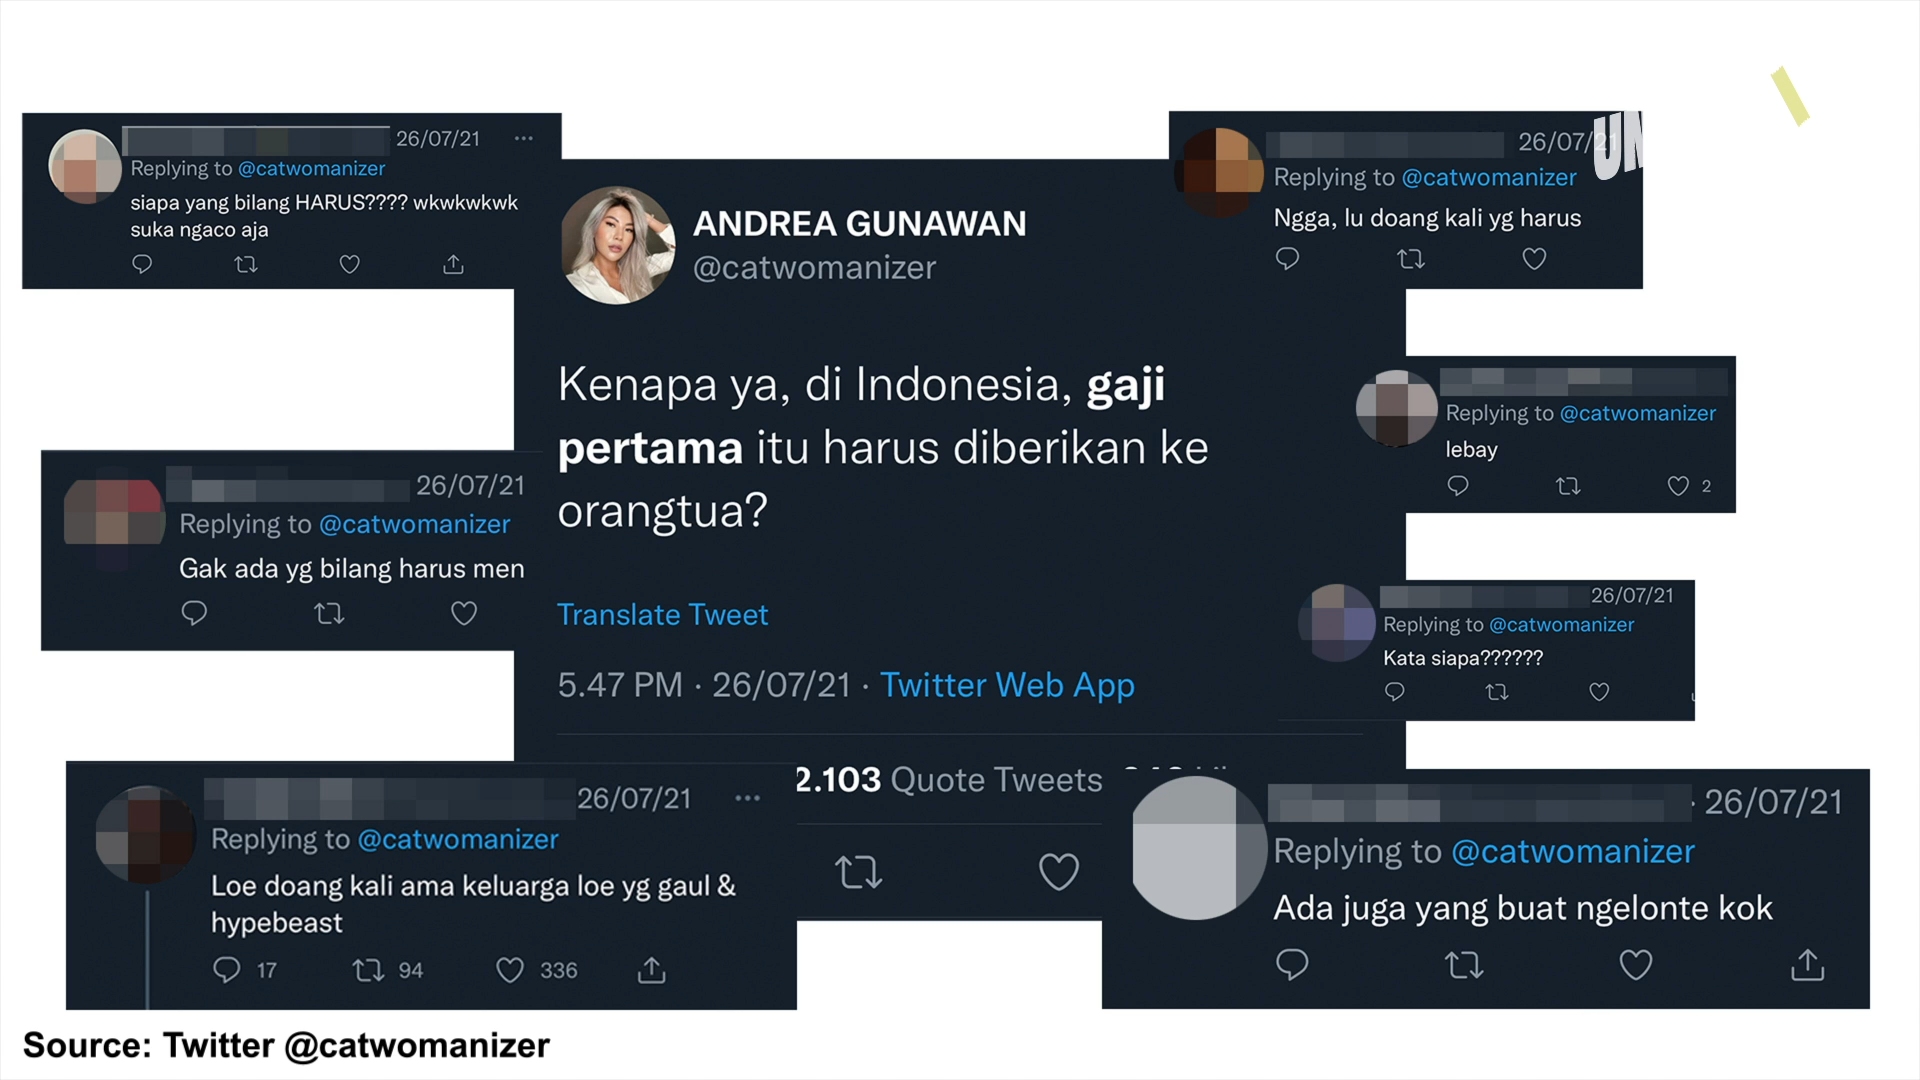 26/07/21
Replying to @catwomanizer
siapa yang bilang HARUS???? wkwkwkwk
suka ngaco aja
ANDREA GUNAWAN
@catwomanizer
Kenapa ya, di Indonesia, gaji
pertama itu harus diberikan ke
orangtua?
Translate Tweet
5.47 PM · 26/07/21 · Twitter Web App
2.103 Quote Tweets
26/07/21
Replying to @catwomanizer
Ngga, lu doang kali yg harus
UN
Replying to @catwomanizer
lebay
2
26/07/21
Replying to @catwomanizer
Gak ada yg bilang harus men
26/07/21
Replying to @catwomanizer
Kata siapa??????
26/07/21
Replying to @catwomanizer
Loe doang kali ama keluarga loe yg gaul &
hypebeast
17 94 336
· 26/07/21
Replying to @catwomanizer
Ada juga yang buat ngelonte kok
Source: Twitter @catwomanizer